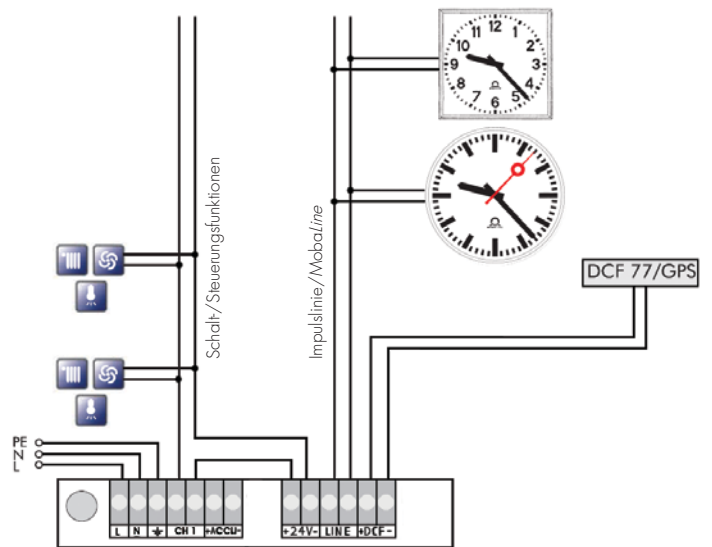 12
11 1
10 2
9 3
8 4
7 5
6
Schalt-/Steuerungsfunktionen
Impulslinie/MobaLine
DCF 77/GPS
PE
N
L
L N CH 1 +ACCU- +24V- LINE +DCF-